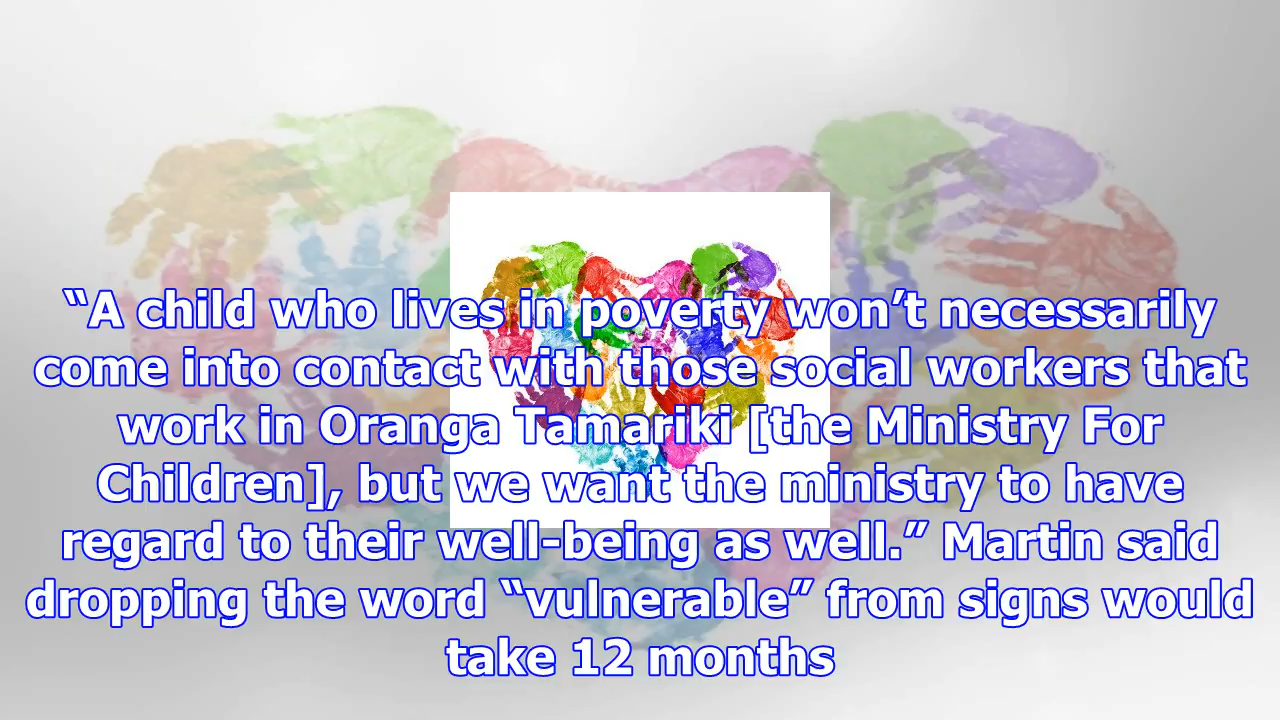 “A child who lives in poverty won’t necessarily
come into contact with those social workers that
work in Oranga Tamariki [the Ministry For
Children], but we want the ministry to have
regard to their well-being as well.” Martin said
dropping the word “vulnerable” from signs would
take 12 months